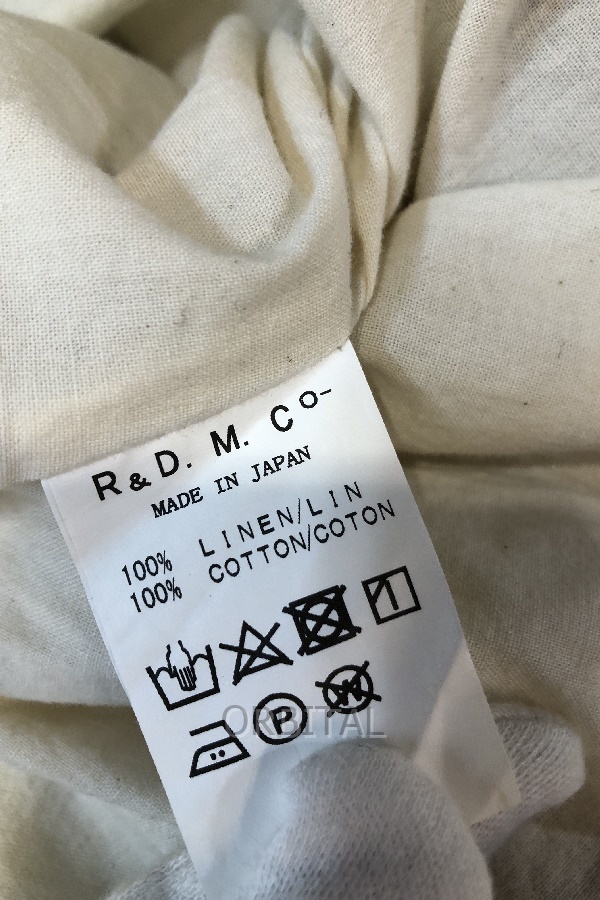 R & D. M. Co-
MADE IN JAPAN
100% LINEN/LIN
100% COTTON/COTON
P
W
ORBITAL